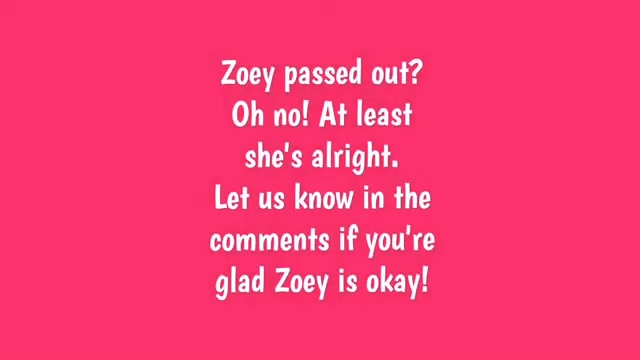 Zoey passed out?
Oh no! At least
she's alright.
Let us know in the
comments if you're
glad Zoey is okay!